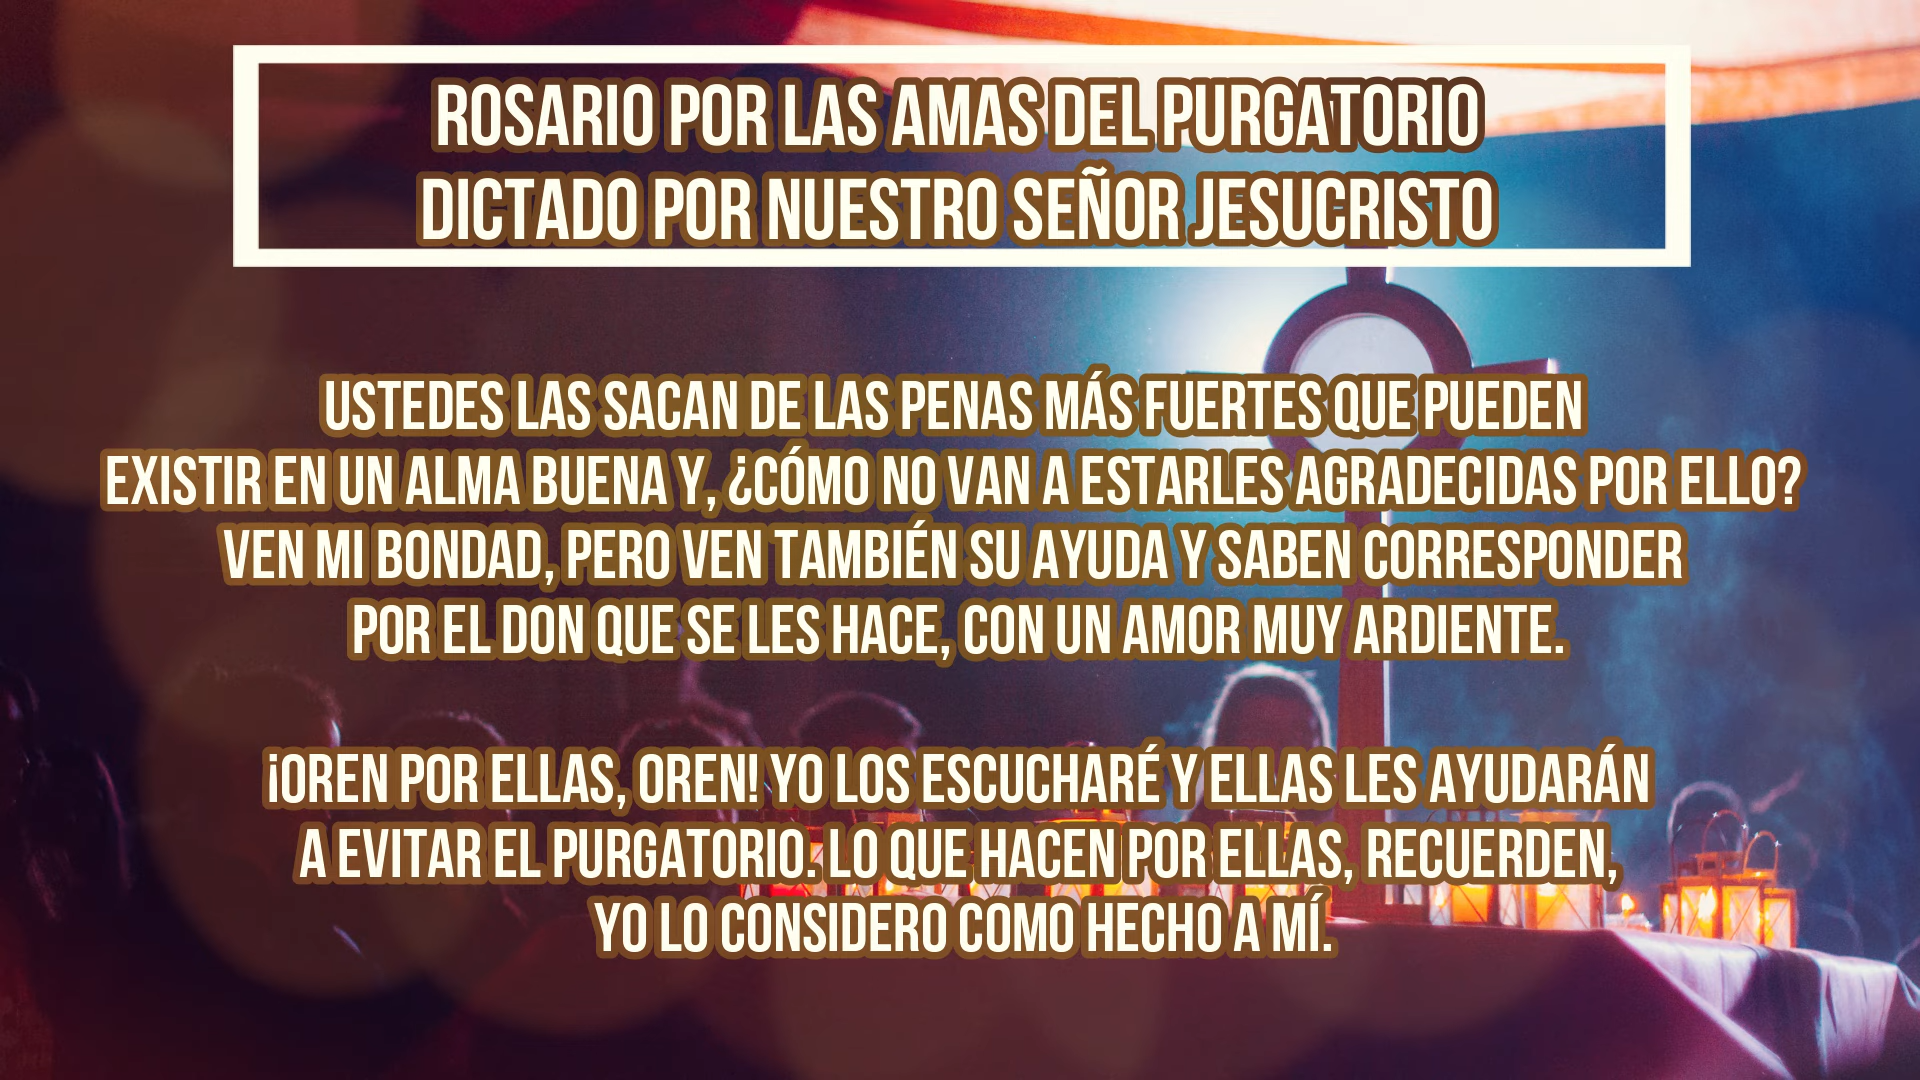 ROSARIO POR LAS AMAS DEL PURGATORIO
DICTADO POR NUESTRO SEÑOR JESUCRISTO
USTEDES LAS SACAN DE LAS PENAS MÁS FUERTES QUE PUEDEN
EXISTIR EN UN ALMA BUENA Y, ¿CÓMO NO VAN A ESTARLES AGRADECIDAS POR ELLO?
VEN MI BONDAD, PERO VEN TAMBIÉN SU AYUDA Y SABEN CORRESPONDER
POR EL DON QUE SE LES HACE, CON UN AMOR MUY ARDIENTE.
¡OREN POR ELLAS, OREN! YO LOS ESCUCHARÉ Y ELLAS LES AYUDARÁN
A EVITAR EL PURGATORIO. LO QUE HACEN POR ELLAS, RECUERDEN,
YO LO CONSIDERO COMO HECHO A MÍ.